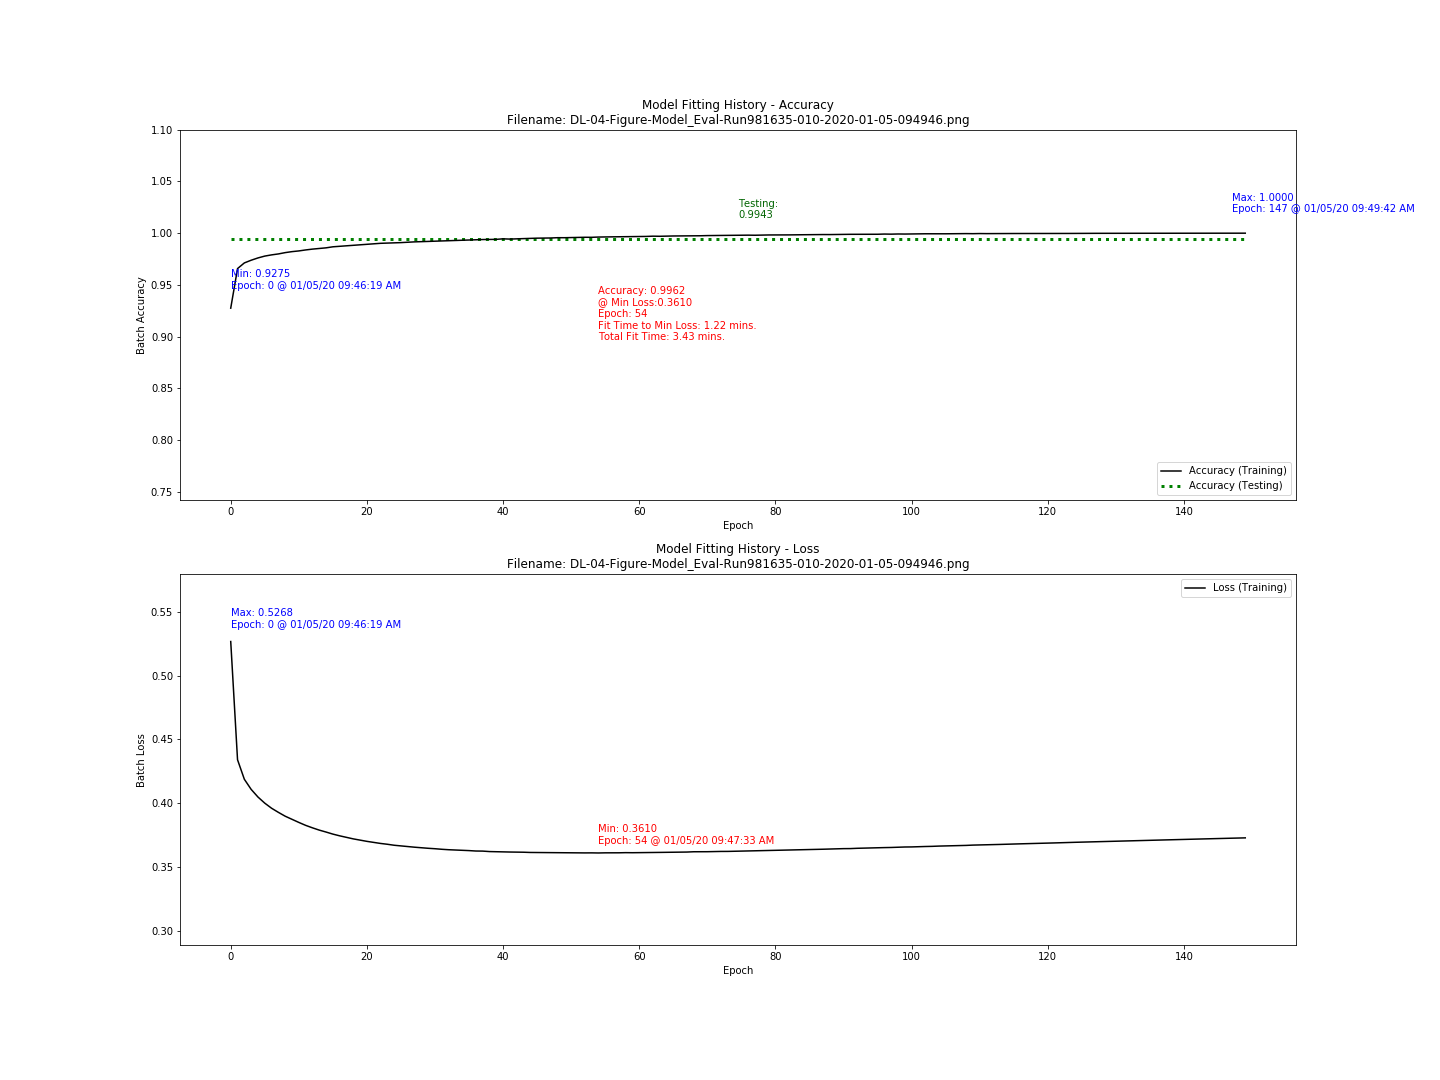 Model Fitting History - Accuracy
Filename: DL-04-Figure-Model_Eval-Run981635-010-2020-01-05-094946.png
1.10
1.05
1.00
0.95
0.90
0.85
0.80
0.75
Batch Accuracy
Testing:
0.9943
Max: 1.0000
Epoch: 147 @ 01/05/20 09:49:42 AM
Min: 0.9275
Epoch: 0 @ 01/05/20 09:46:19 AM
Accuracy: 0.9962
@ Min Loss:0.3610
Epoch: 54
Fit Time to Min Loss: 1.22 mins.
Total Fit Time: 3.43 mins.
Accuracy (Training)
Accuracy (Testing)
0 20 40 60 80 100 120 140
Epoch
Model Fitting History - Loss
Filename: DL-04-Figure-Model_Eval-Run981635-010-2020-01-05-094946.png
0.55
0.50
0.45
0.40
0.35
0.30
Batch Loss
Loss (Training)
Max: 0.5268
Epoch: 0 @ 01/05/20 09:46:19 AM
Min: 0.3610
Epoch: 54 @ 01/05/20 09:47:33 AM
0 20 40 60 80 100 120 140
Epoch